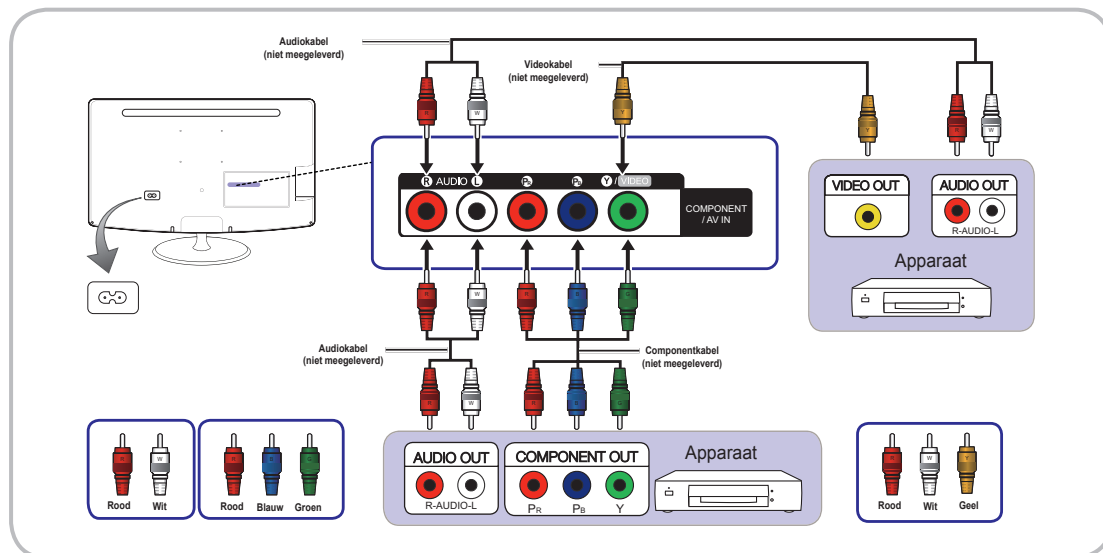 Audiokabel
(niet meegeleverd)
Videokabel
(niet meegeleverd)
R W Y
Y R W
R AUDIO L PR PB Y / VIDEO
COMPONENT
/ AV IN
VIDEO OUT
AUDIO OUT
R-AUDIO-L
Apparaat
R W R B G
Audiokabel
(niet meegeleverd)
Componentkabel
(niet meegeleverd)
R W R B G
AUDIO OUT
R-AUDIO-L
COMPONENT OUT
PR PB Y
Apparaat
R W
Rood Wit
R B G
Rood Blauw Groen
R W Y
Rood Wit Geel